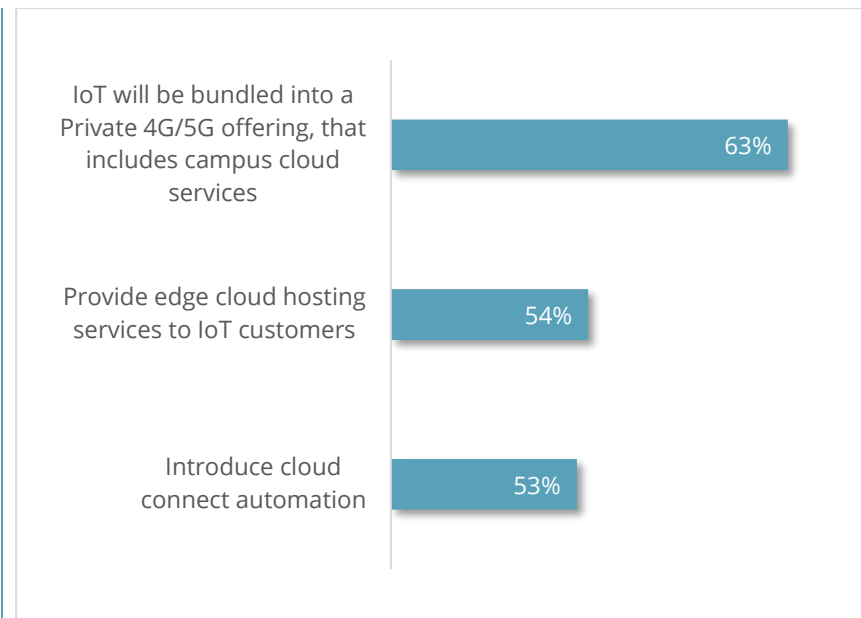 IoT will be bundled into a
Private 4G/5G offering, that
includes campus cloud
services
63%
Provide edge cloud hosting
services to IoT customers
54%
Introduce cloud
connect automation
53%